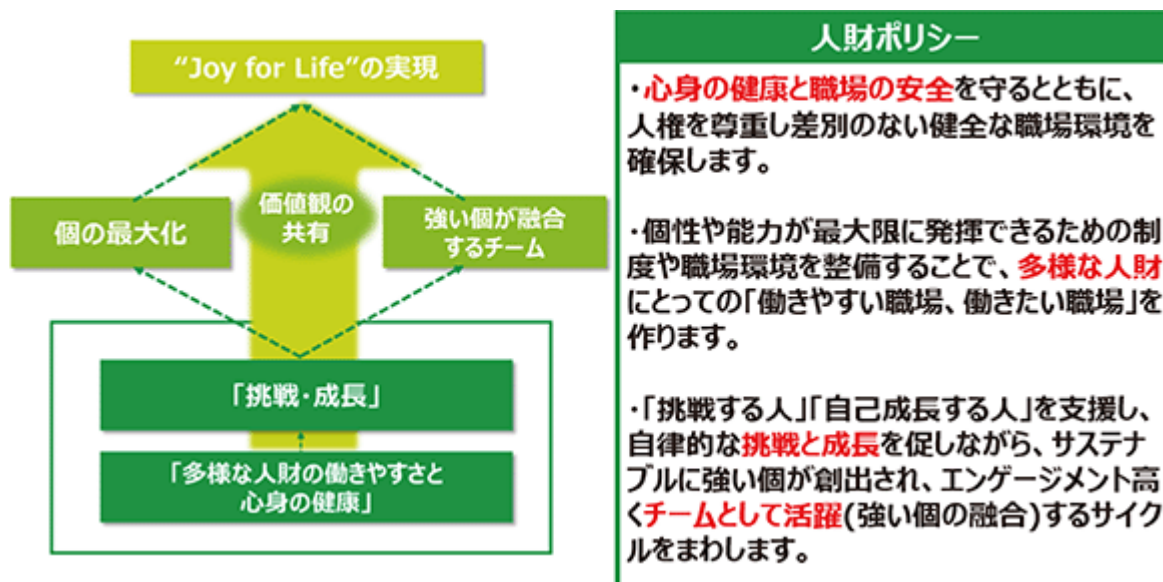 “Joy for Life”の実現
個の最大化
価値観の
共有
強い個が融合
するチーム
「挑戦・成長」
「多様な人財の働きやすさと
心身の健康」
人財ポリシー
・心身の健康と職場の安全を守るとともに、
人権を尊重し差別のない健全な職場環境を
確保します。
・個性や能力が最大限に発揮できるための制
度や職場環境を整備することで、多様な人財
にとっての「働きやすい職場、働きたい職場」を
作ります。
・「挑戦する人」「自己成長する人」を支援し、
自律的な挑戦と成長を促しながら、サステナ
ブルに強い個が創出され、エンゲージメント高
くチームとして活躍(強い個の融合)するサイク
ルをまわします。